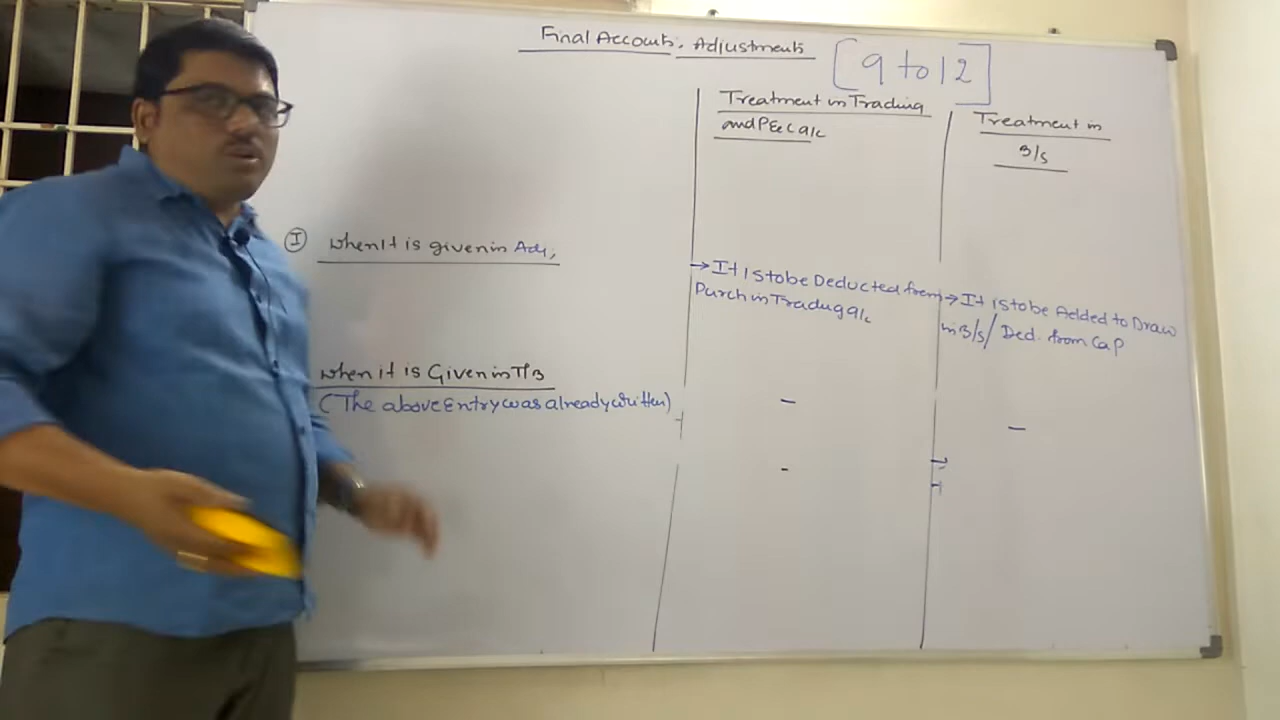 Final Accounts, Adjustments
[9 to 12]
Treatment in Trading
and P&L a/c
Treatment in
B/S
I When It is given in Adj;
→ It is to be Deducted from
Purch in Trading a/c
→ It is to be Added to Draw
in B/S/ Ded. from Cap
When it is Given in T/B
(The above Entry was already written)